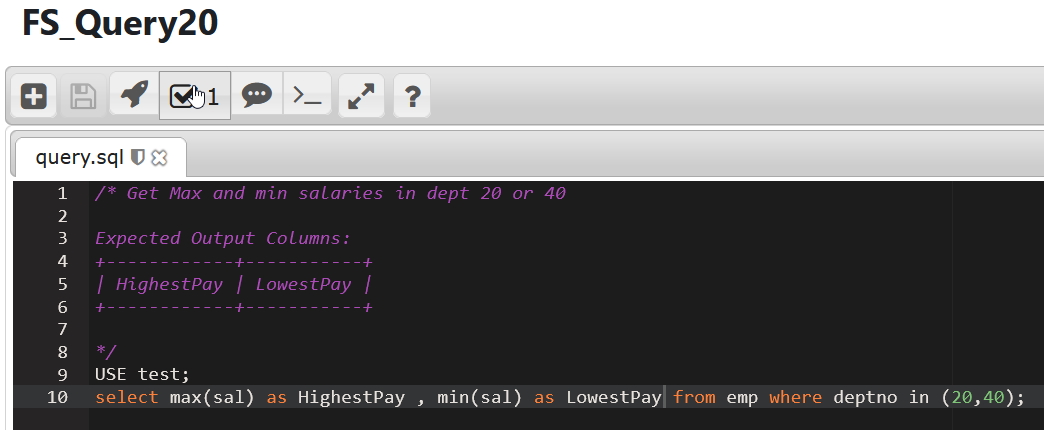 FS_Query20
1
>_
?
query.sql
1 /* Get Max and min salaries in dept 20 or 40
2
3 Expected Output Columns:
4 +------------+-----------+
5 | HighestPay | LowestPay |
6 +------------+-----------+
7
8 */
9 USE test;
10 select max(sal) as HighestPay , min(sal) as LowestPay from emp where deptno in (20,40);